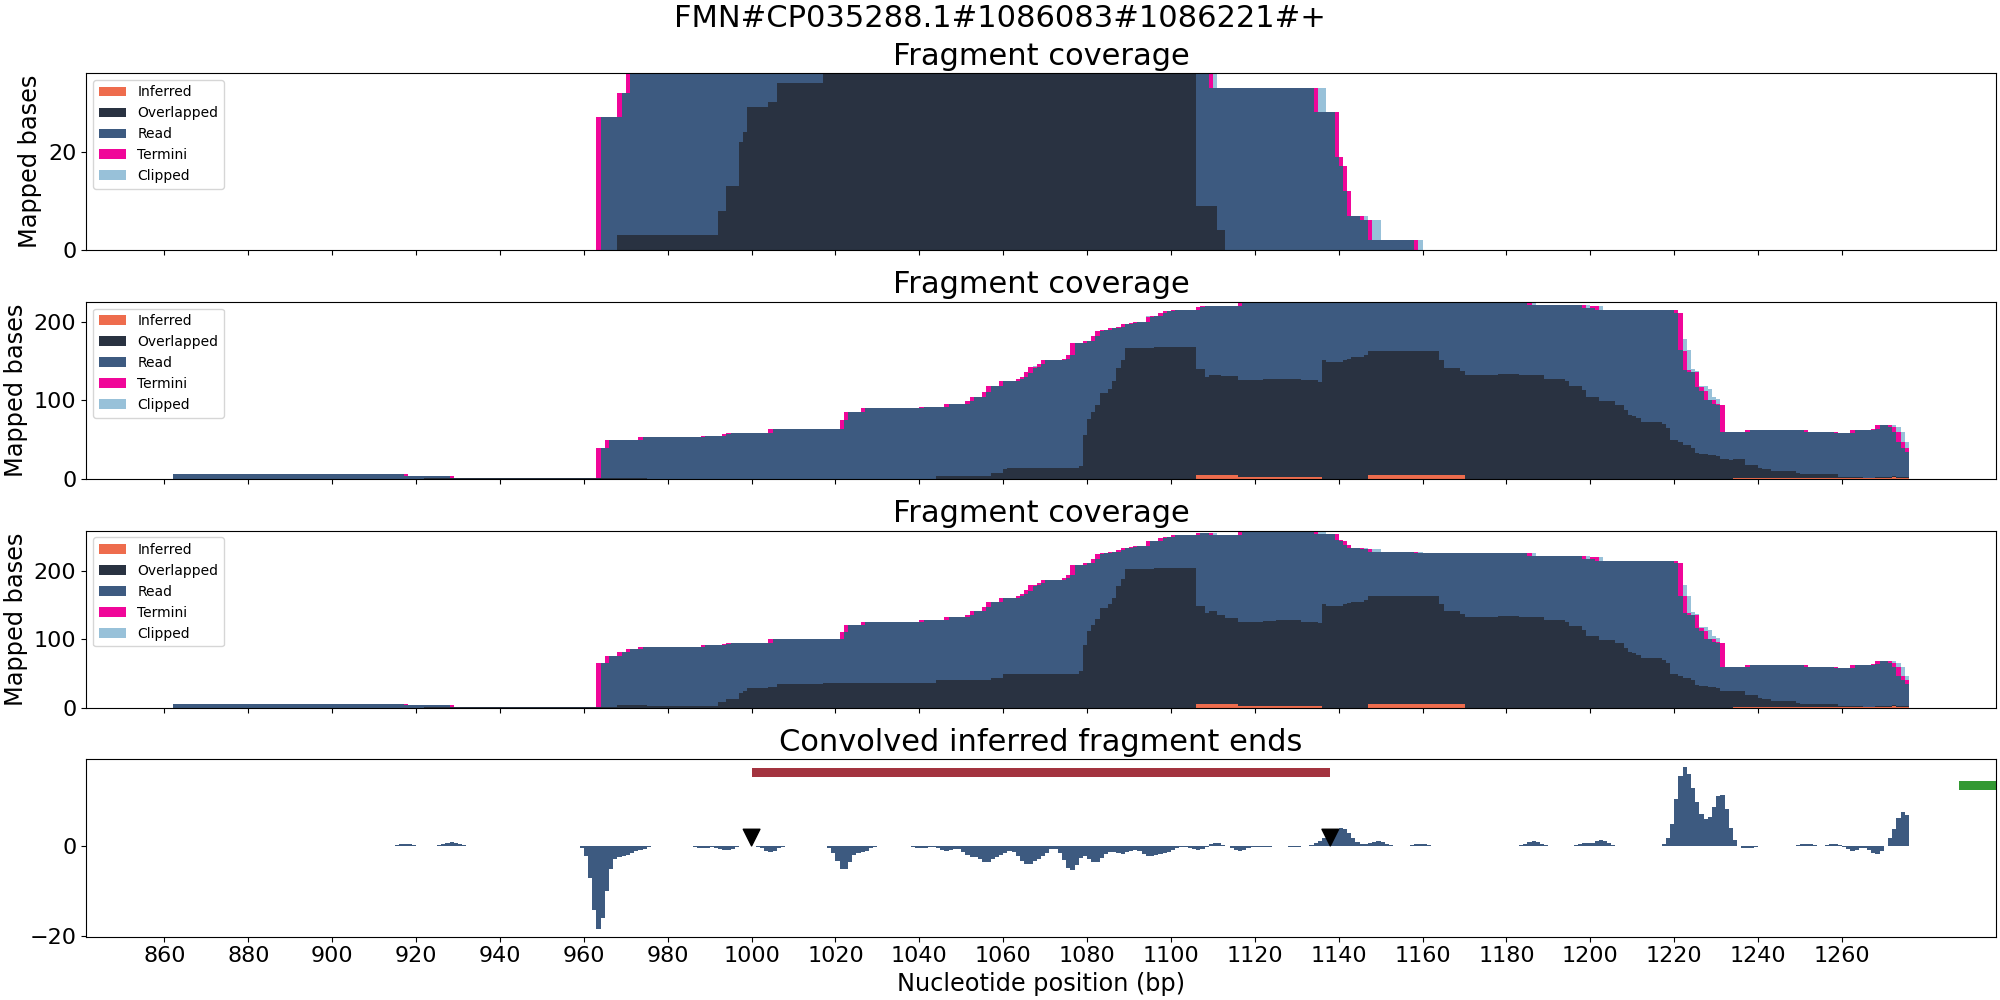 FMN#CP035288.1#1086083#1086221#+
Fragment coverage
Mapped bases
20
0
Inferred
Overlapped
Read
Termini
Clipped
Fragment coverage
Mapped bases
200
100
0
Inferred
Overlapped
Read
Termini
Clipped
Fragment coverage
Mapped bases
200
100
0
Inferred
Overlapped
Read
Termini
Clipped
Convolved inferred fragment ends
0
−20
860 880 900 920 940 960 980 1000 1020 1040 1060 1080 1100 1120 1140 1160 1180 1200 1220 1240 1260
Nucleotide position (bp)